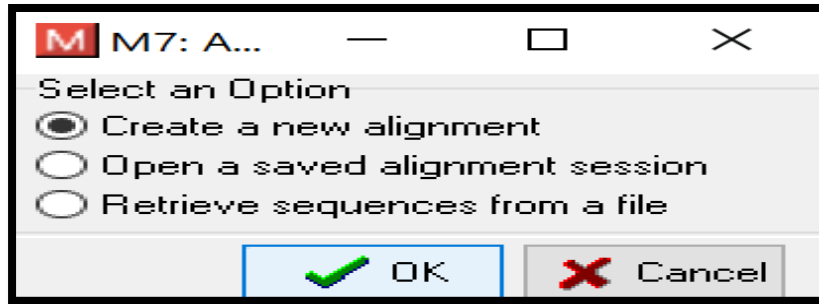 M M7: A...
Select an Option
Create a new alignment
Open a saved alignment session
Retrieve sequences from a file
OK Cancel